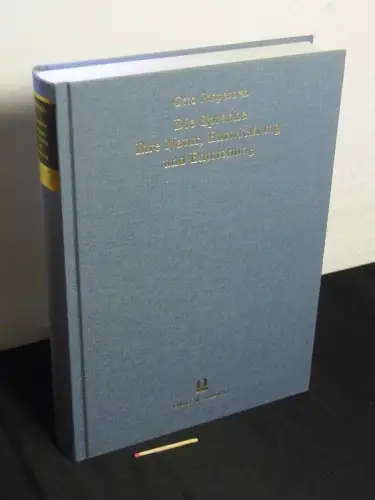 Otto Jespersen
Die Sprache
Ihre Natur, Entwicklung
und Entstehung